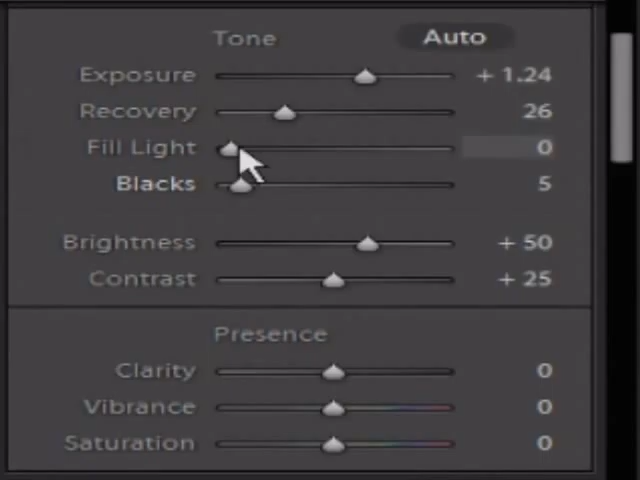 Tone Auto
Exposure + 1.24
Recovery 26
Fill Light 0
Blacks 5
Brightness + 50
Contrast + 25
Presence
Clarity 0
Vibrance 0
Saturation 0